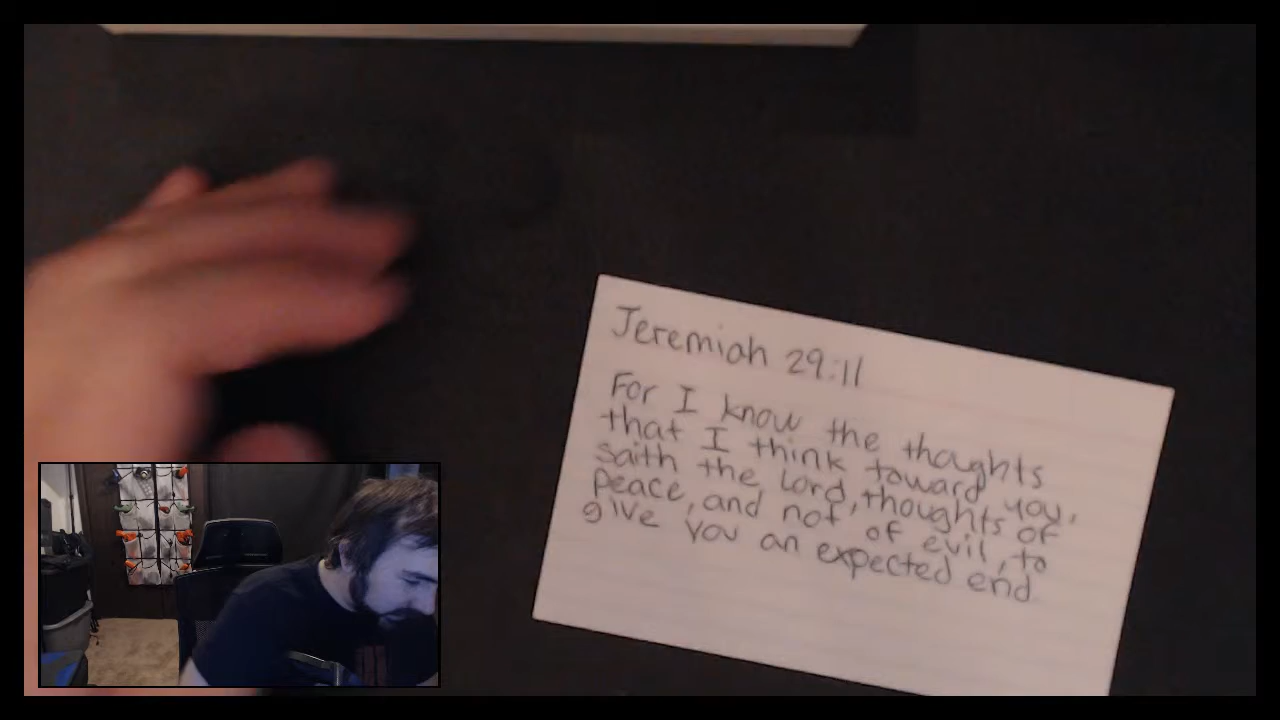 Jeremiah 29:11
For I know the thoughts
that I think toward you,
saith the Lord, thoughts of
peace, and not of evil, to
give you an expected end